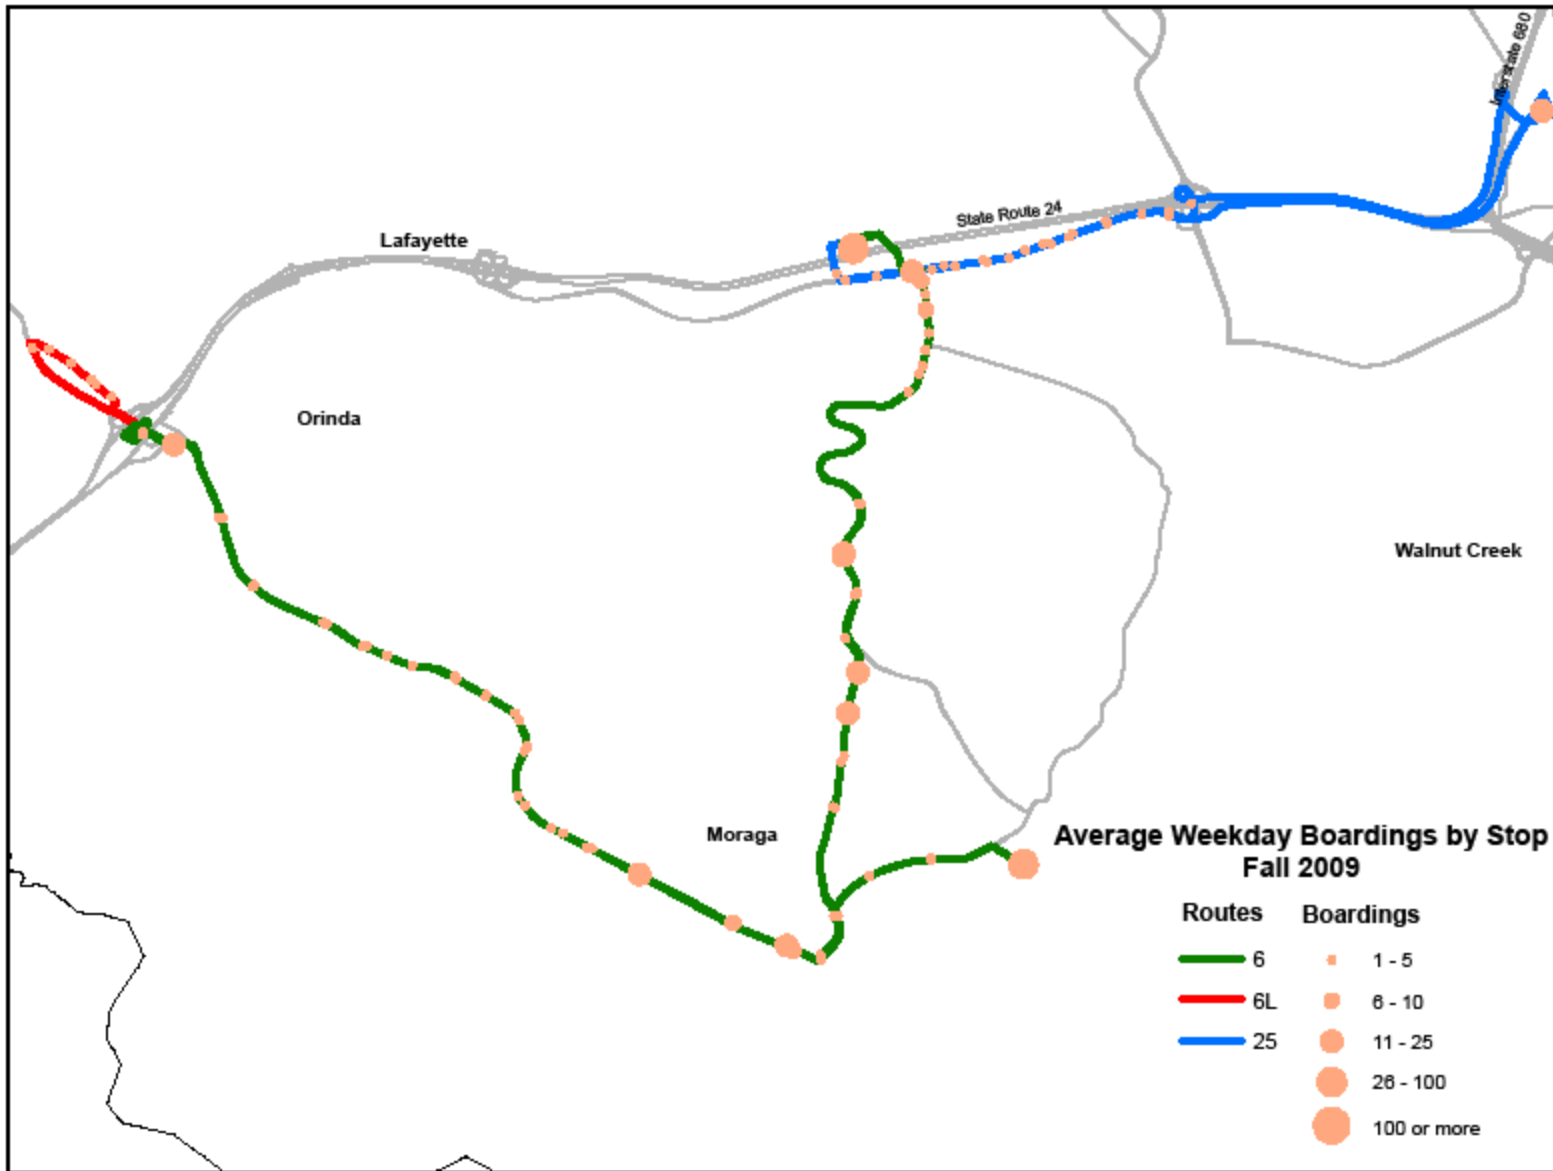 Interstate 680
State Route 24
Lafayette
Orinda
Walnut Creek
Moraga
Average Weekday Boardings by Stop
Fall 2009
Routes Boardings
6 1 - 5
6L 6 - 10
25 11 - 25
26 - 100
100 or more